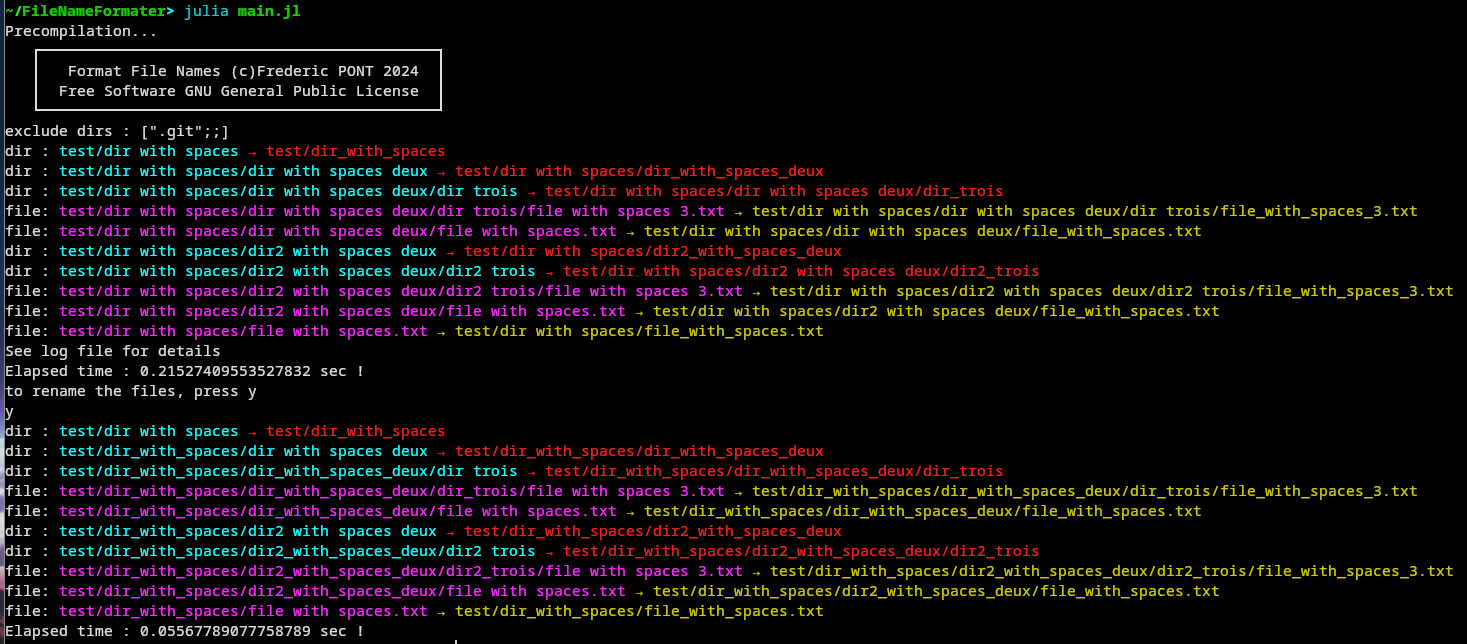 ~/FileNameFormater> julia main.jl
Precompilation...
Format File Names (c)Frederic PONT 2024
Free Software GNU General Public License
exclude dirs : [".git";;]
dir : test/dir with spaces → test/dir_with_spaces
dir : test/dir with spaces/dir with spaces deux → test/dir with spaces/dir_with_spaces_deux
dir : test/dir with spaces/dir with spaces deux/dir trois → test/dir with spaces/dir with spaces deux/dir_trois
file: test/dir with spaces/dir with spaces deux/dir trois/file with spaces 3.txt → test/dir with spaces/dir with spaces deux/dir trois/file_with_spaces_3.txt
file: test/dir with spaces/dir with spaces deux/file with spaces.txt → test/dir with spaces/dir with spaces deux/file_with_spaces.txt
dir : test/dir with spaces/dir2 with spaces deux → test/dir with spaces/dir2_with_spaces_deux
dir : test/dir with spaces/dir2 with spaces deux/dir2 trois → test/dir with spaces/dir2 with spaces deux/dir2_trois
file: test/dir with spaces/dir2 with spaces deux/dir2 trois/file with spaces 3.txt → test/dir with spaces/dir2 with spaces deux/dir2 trois/file_with_spaces_3.txt
file: test/dir with spaces/dir2 with spaces deux/file with spaces.txt → test/dir with spaces/dir2 with spaces deux/file_with_spaces.txt
file: test/dir with spaces/file with spaces.txt → test/dir with spaces/file_with_spaces.txt
See log file for details
Elapsed time : 0.21527409553527832 sec !
to rename the files, press y
y
dir : test/dir with spaces → test/dir_with_spaces
dir : test/dir_with_spaces/dir with spaces deux → test/dir_with_spaces/dir_with_spaces_deux
dir : test/dir_with_spaces/dir_with_spaces_deux/dir trois → test/dir_with_spaces/dir_with_spaces_deux/dir_trois
file: test/dir_with_spaces/dir_with_spaces_deux/dir_trois/file with spaces 3.txt → test/dir_with_spaces/dir_with_spaces_deux/dir_trois/file_with_spaces_3.txt
file: test/dir_with_spaces/dir_with_spaces_deux/file with spaces.txt → test/dir_with_spaces/dir_with_spaces_deux/file_with_spaces.txt
dir : test/dir_with_spaces/dir2 with spaces deux → test/dir_with_spaces/dir2_with_spaces_deux
dir : test/dir_with_spaces/dir2_with_spaces_deux/dir2 trois → test/dir_with_spaces/dir2_with_spaces_deux/dir2_trois
file: test/dir_with_spaces/dir2_with_spaces_deux/dir2_trois/file with spaces 3.txt → test/dir_with_spaces/dir2_with_spaces_deux/dir2_trois/file_with_spaces_3.txt
file: test/dir_with_spaces/dir2_with_spaces_deux/file with spaces.txt → test/dir_with_spaces/dir2_with_spaces_deux/file_with_spaces.txt
file: test/dir_with_spaces/file with spaces.txt → test/dir_with_spaces/file_with_spaces.txt
Elapsed time : 0.05567789077758789 sec !